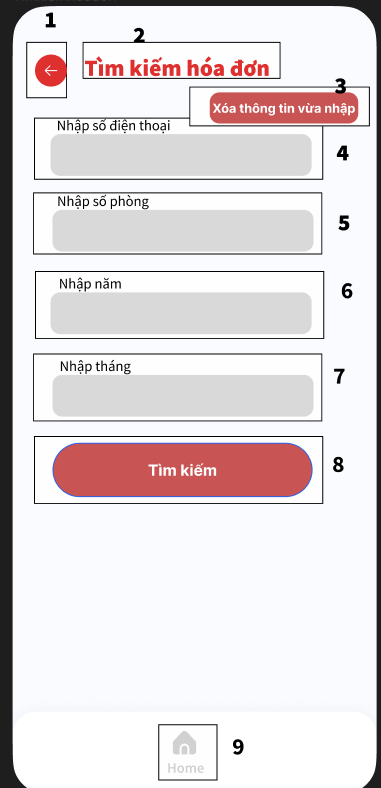 1
2
Tìm kiếm hóa đơn
3
Xóa thông tin vừa nhập
Nhập số điện thoại
4
Nhập số phòng
5
Nhập năm
6
Nhập tháng
7
Tìm kiếm
8
Home
9